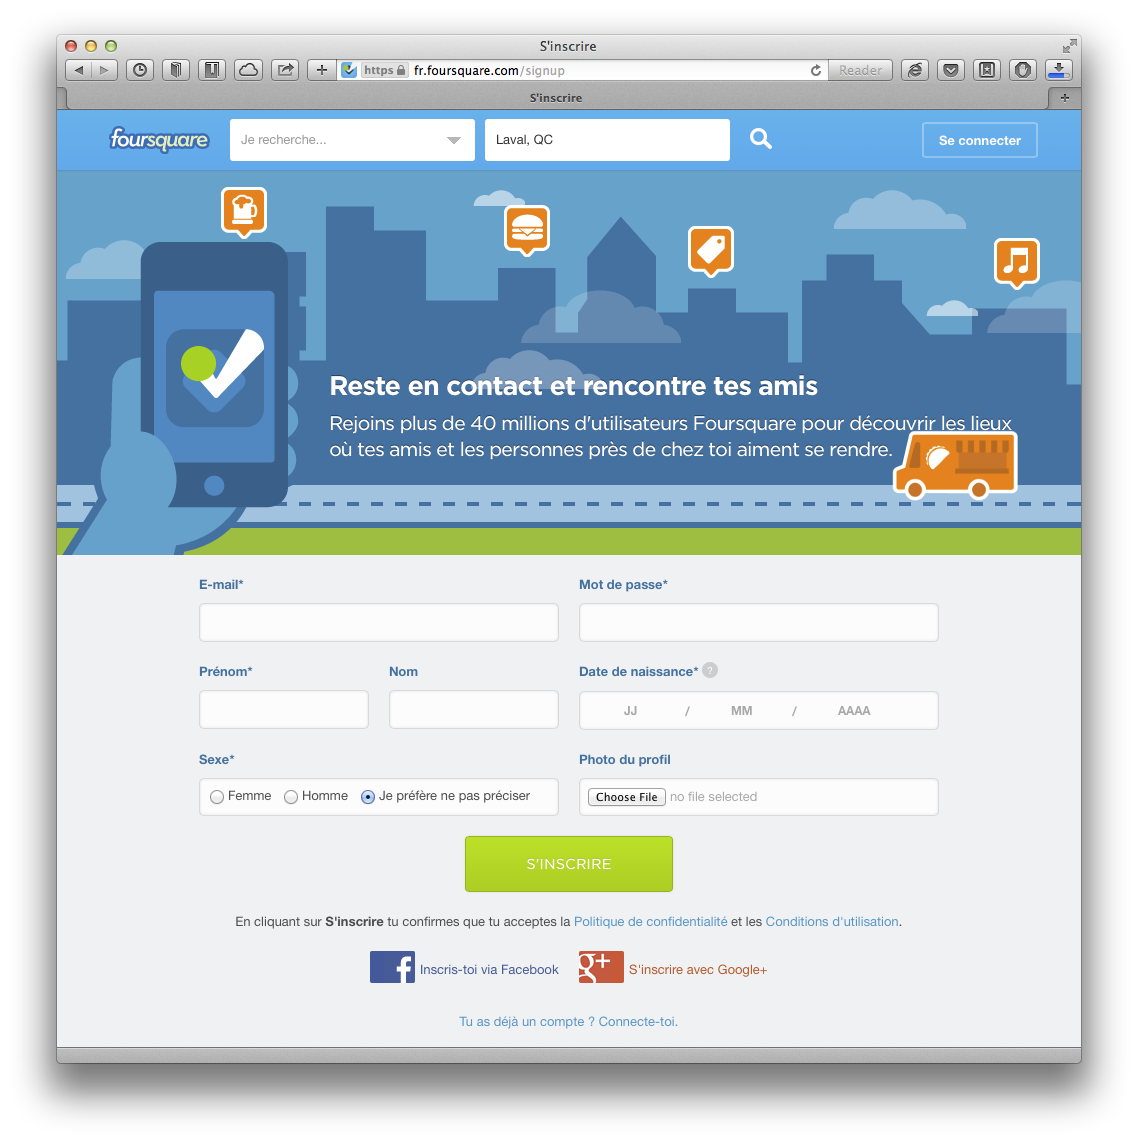 S'inscrire
https fr.foursquare.com/signup Reader
S'inscrire
foursquare Je recherche... Laval, QC Se connecter
Reste en contact et rencontre tes amis
Rejoins plus de 40 millions d'utilisateurs Foursquare pour découvrir les lieux
où tes amis et les personnes près de chez toi aiment se rendre.
E-mail* Mot de passe*
Prénom* Nom Date de naissance* ?
JJ / MM / AAAA
Sexe* Photo du profil
Femme Homme Je préfère ne pas préciser Choose File no file selected
S'INSCRIRE
En cliquant sur S'inscrire tu confirmes que tu acceptes la Politique de confidentialité et les Conditions d'utilisation.
f Inscris-toi via Facebook g+ S'inscrire avec Google+
Tu as déjà un compte ? Connecte-toi.